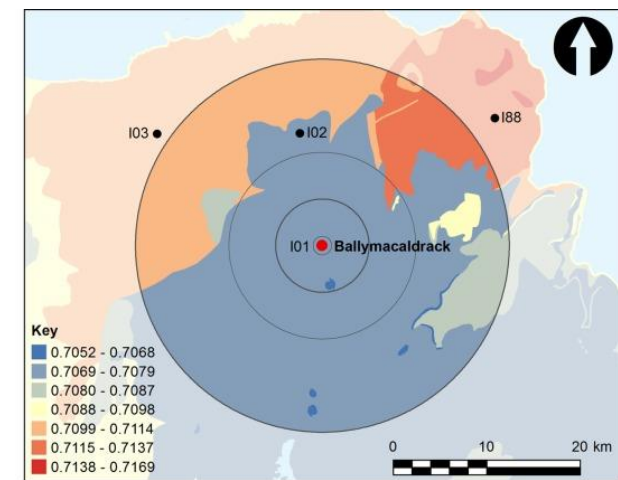 I03
I02
I88
I01 Ballymacaldrack
Key
0.7052 - 0.7068
0.7069 - 0.7079
0.7080 - 0.7087
0.7088 - 0.7098
0.7099 - 0.7114
0.7115 - 0.7137
0.7138 - 0.7169
0 10 20 km